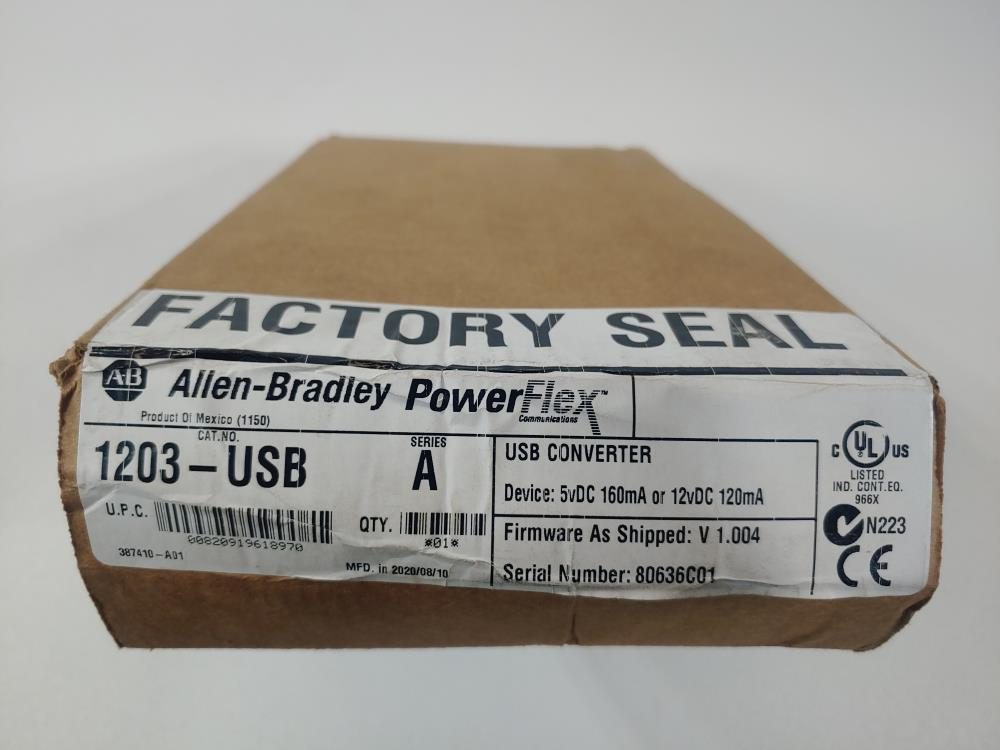 FACTORY SEAL
AB Allen-Bradley PowerFlex™
Communications
Product Of Mexico (1150)
CAT.NO.
1203-USB
SERIES
A
U.P.C.
00820919618970
QTY.
*01*
387410-A01
MFD. in 2020/08/10
USB CONVERTER
Device: 5vDC 160mA or 12vDC 120mA
Firmware As Shipped: V 1.004
Serial Number: 80636C01
C UL US
®
LISTED
IND. CONT.EQ.
966X
N223
CE